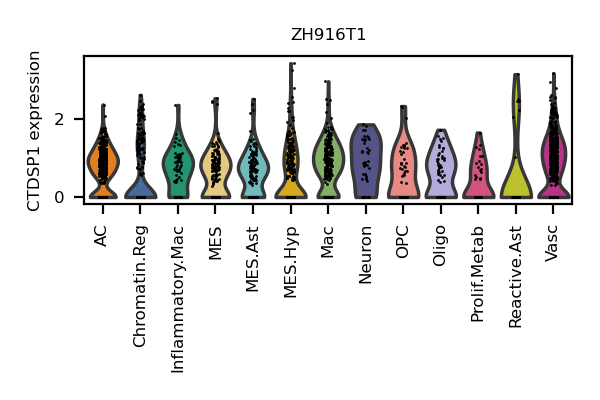 ZH916T1
CTDSP1 expression
2
0
AC
Chromatin.Reg
Inflammatory.Mac
MES
MES.Ast
MES.Hyp
Mac
Neuron
OPC
Oligo
Prolif.Metab
Reactive.Ast
Vasc